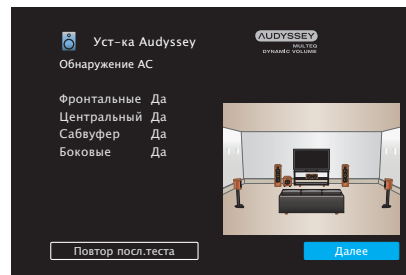 Уст-ка Audyssey
AUDYSSEY
MULTEQ
DYNAMIC VOLUME
Обнаружение АС
Фронтальные Да
Центральный Да
Сабвуфер Да
Боковые Да
Повтор посл.теста
Далее